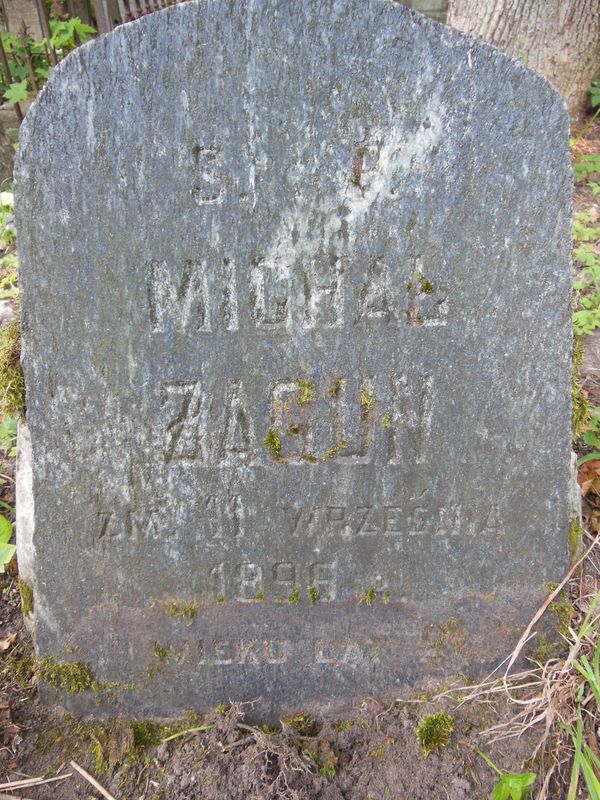 Ś. P.
MICHAŁ
ZAGUN
ZM. 11 WRZEŚNIA
1896 R.
WIEKU LAT